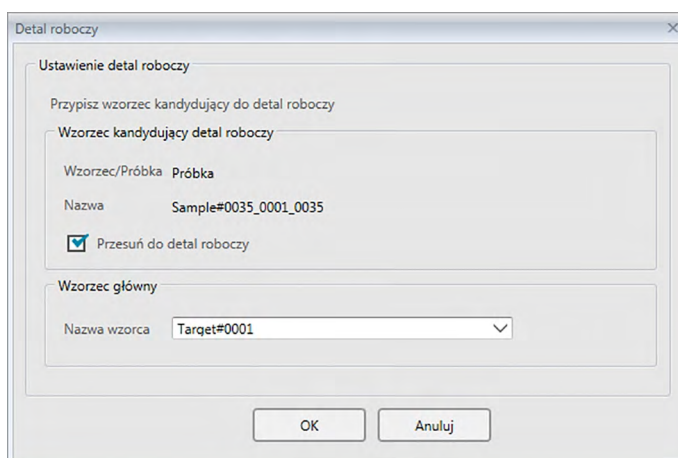 Detal roboczy
Ustawienie detal roboczy
Przypisz wzorzec kandydujący do detal roboczy
Wzorzec kandydujący detal roboczy
Wzorzec/Próbka Próbka
Nazwa Sample#0035_0001_0035
Przesuń do detal roboczy
Wzorzec główny
Nazwa wzorca Target#0001
OK Anuluj